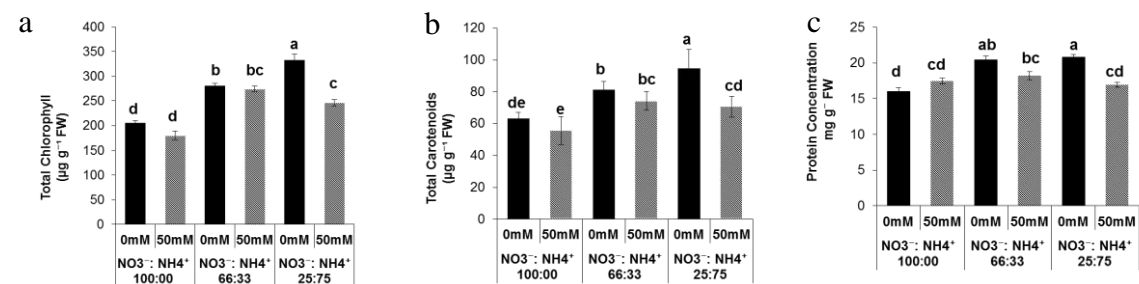 a
Total Chlorophyll
(µg g⁻¹ FW)
400
350
300
250
200
150
100
50
0
d
d
b
bc
a
c
0mM 50mM 0mM 50mM 0mM 50mM
NO3⁻: NH4⁺ NO3⁻: NH4⁺ NO3⁻: NH4⁺
100:00 66:33 25:75
b
Total Carotenoids
(µg g⁻¹ FW)
120
100
80
60
40
20
0
de
e
b
bc
a
cd
0mM 50mM 0mM 50mM 0mM 50mM
NO3⁻: NH4⁺ NO3⁻: NH4⁺ NO3⁻: NH4⁺
100:00 66:33 25:75
c
Protein Concentration
mg g⁻ FW
25
20
15
10
5
0
d
cd
ab
bc
a
cd
0mM 50mM 0mM 50mM 0mM 50mM
NO3⁻: NH4⁺ NO3⁻: NH4⁺ NO3⁻: NH4⁺
100:00 66:33 25:75